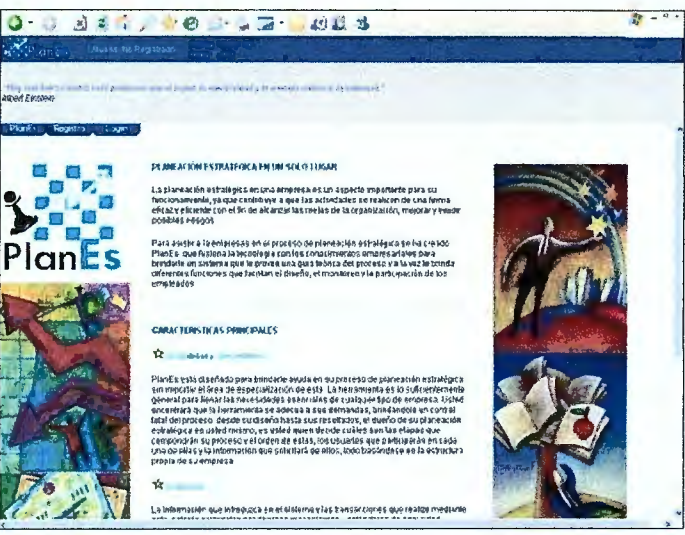 PlanEs
Usuario no Registrado
Albert Einstein
PlanEs Registro Login
PLANEACIÓN ESTRATÉGICA EN UN SOLO LUGAR
La planeación estratégica en una empresa es un aspecto importante para su
funcionamiento, ya que contribuye a que las actividades se realicen de una forma
eficaz y eficiente con el fin de alcanzar las metas de la organización, mejorar y evadir
posibles riesgos
Para asistir a la empresas en el proceso de planeación estratégica se ha creado
PlanEs que fusiona la tecnología con los conocimientos empresariales para
brindarle un sistema que le provea una guía teórica del proceso y a la vez le brinda
diferentes funciones que facilitan el diseño, el monitoreo y la participación de los
empleados
PlanEs
CARACTERISTICAS PRINCIPALES
PlanEs está diseñado para brindarle ayuda en su proceso de planeación estratégica
sin importar el área de especialización de esta. La herramienta es lo suficientemente
general para llenar las necesidades esenciales de cualquier tipo de empresa. Usted
encontrará que la herramienta se adecua a sus demandas, brindándole un control
total del proceso, desde su diseño hasta sus resultados, el dueño de su planeación
estratégica es usted mismo, es usted quien decide cuáles son las etapas que
compondrán su proceso y el orden de estas, los usuarios que participarán en cada
una de ellas y la información que solicitará de ellos, todo basándose en la estructura
propia de su empresa
La información que introduzca en el sistema y las transacciones que realize mediante